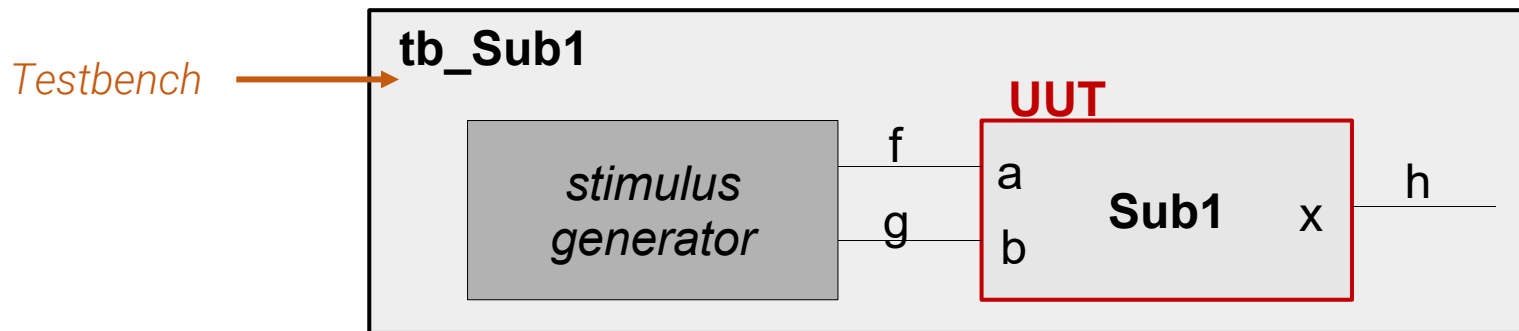 tb_Sub1
Testbench
UUT
stimulus
generator
f
g
a
b
Sub1
x
h